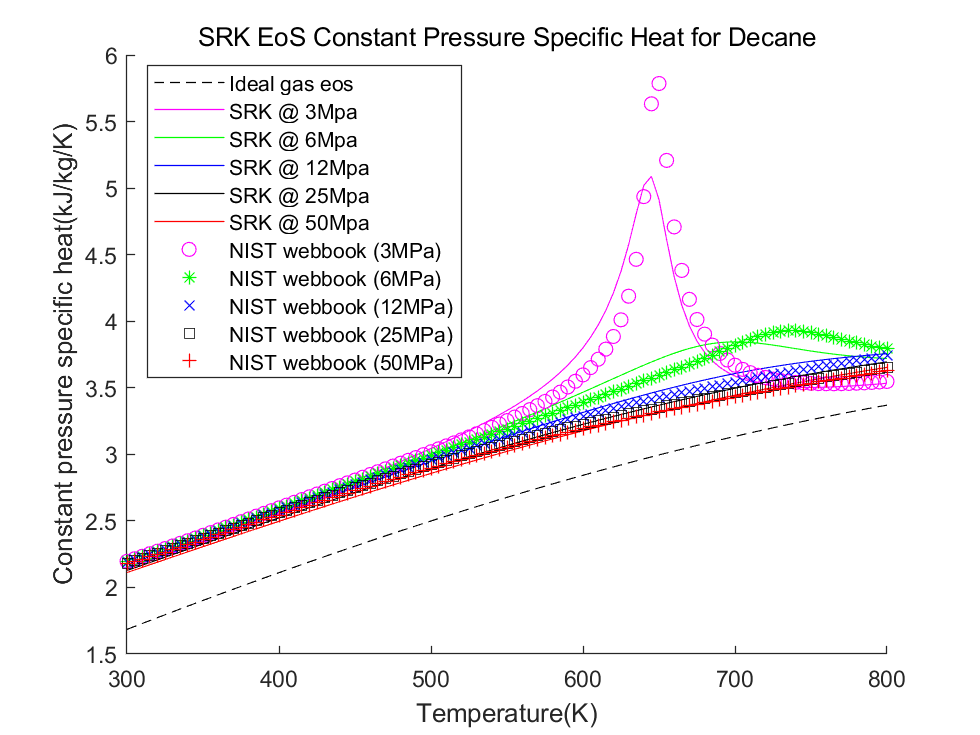 SRK EoS Constant Pressure Specific Heat for Decane
6
5.5
5
4.5
4
3.5
3
2.5
2
1.5
Constant pressure specific heat(kJ/kg/K)
Ideal gas eos
SRK @ 3Mpa
SRK @ 6Mpa
SRK @ 12Mpa
SRK @ 25Mpa
SRK @ 50Mpa
NIST webbook (3MPa)
NIST webbook (6MPa)
NIST webbook (12MPa)
NIST webbook (25MPa)
NIST webbook (50MPa)
300 400 500 600 700 800
Temperature(K)